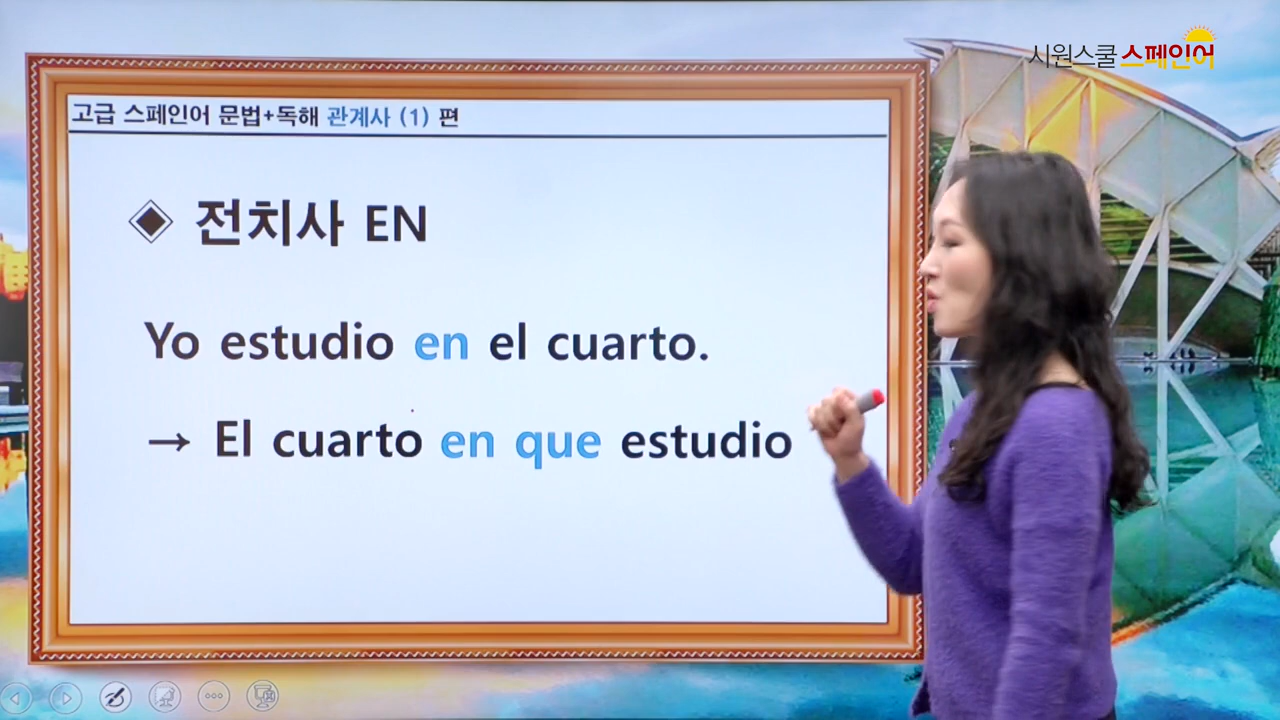 시원스쿨 스페인어
고급 스페인어 문법+독해 관계사 (1) 편
◈ 전치사 EN
Yo estudio en el cuarto.
→ El cuarto en que estudio